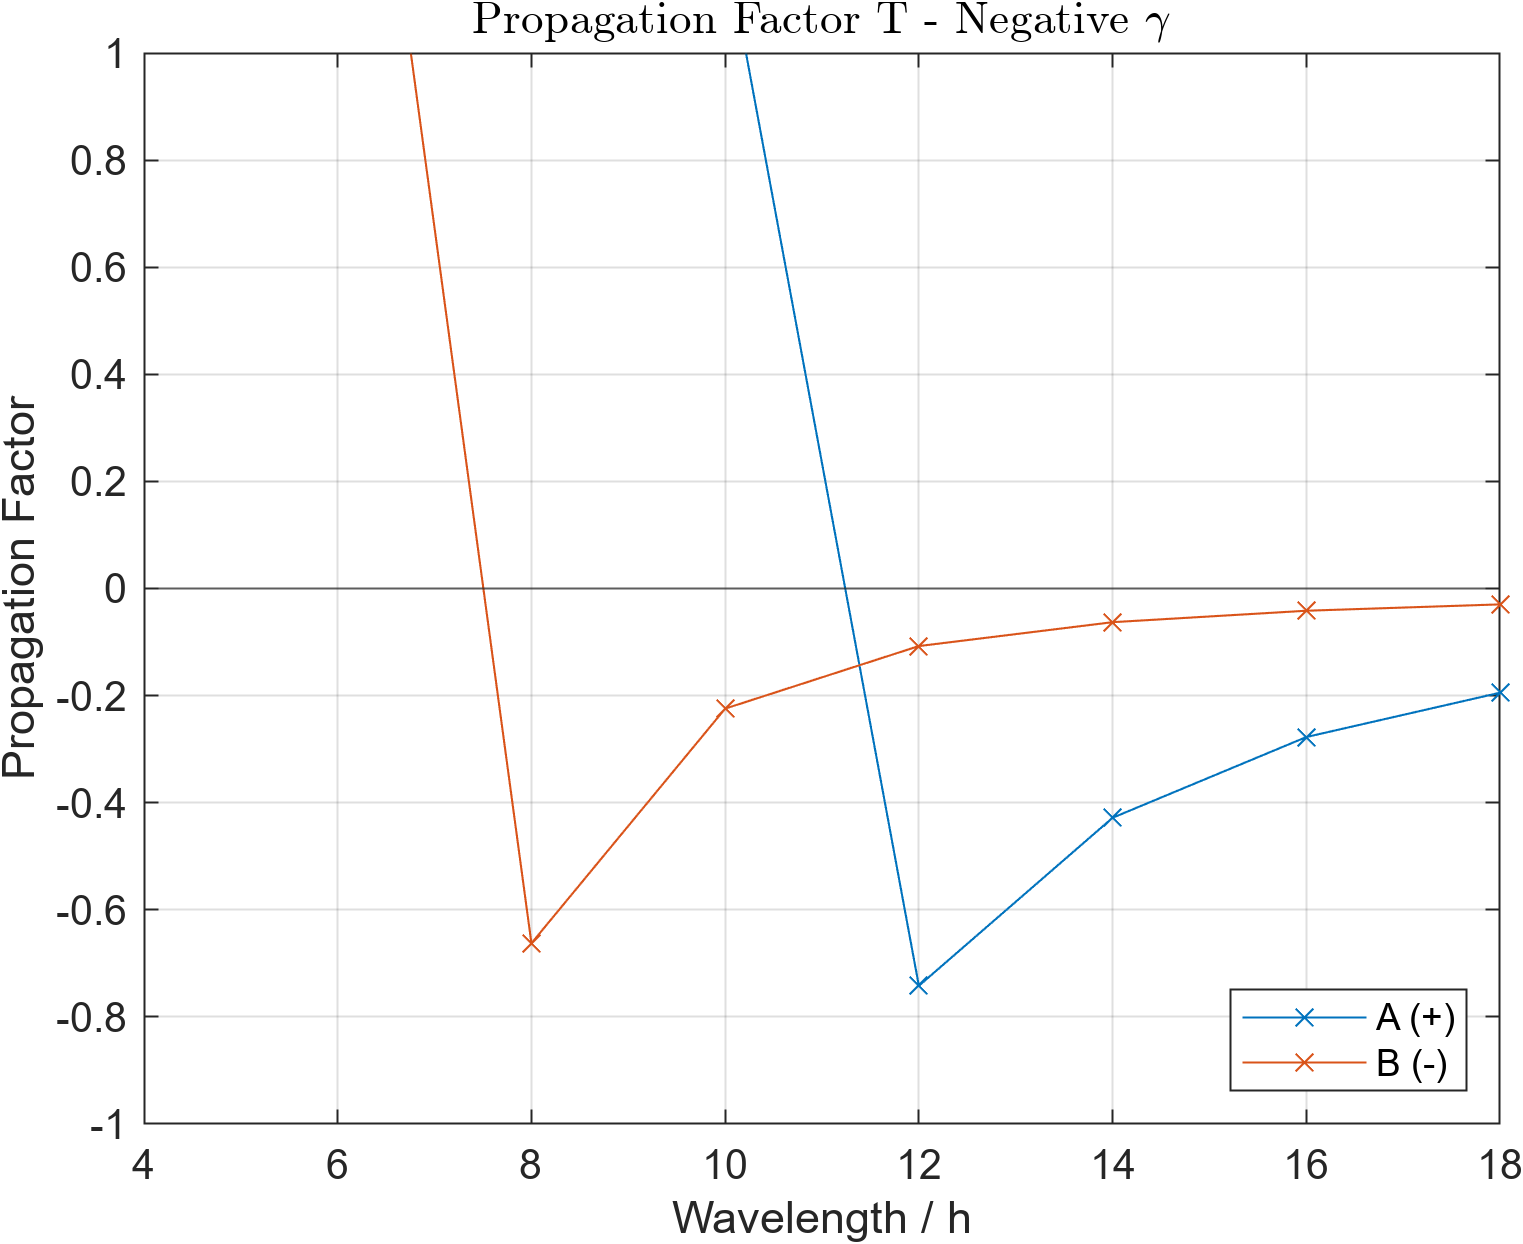 Propagation Factor T - Negative γ
1
0.8
0.6
0.4
0.2
0
-0.2
-0.4
-0.6
-0.8
-1
Propagation Factor
4 6 8 10 12 14 16 18
Wavelength / h
A (+)
B (-)